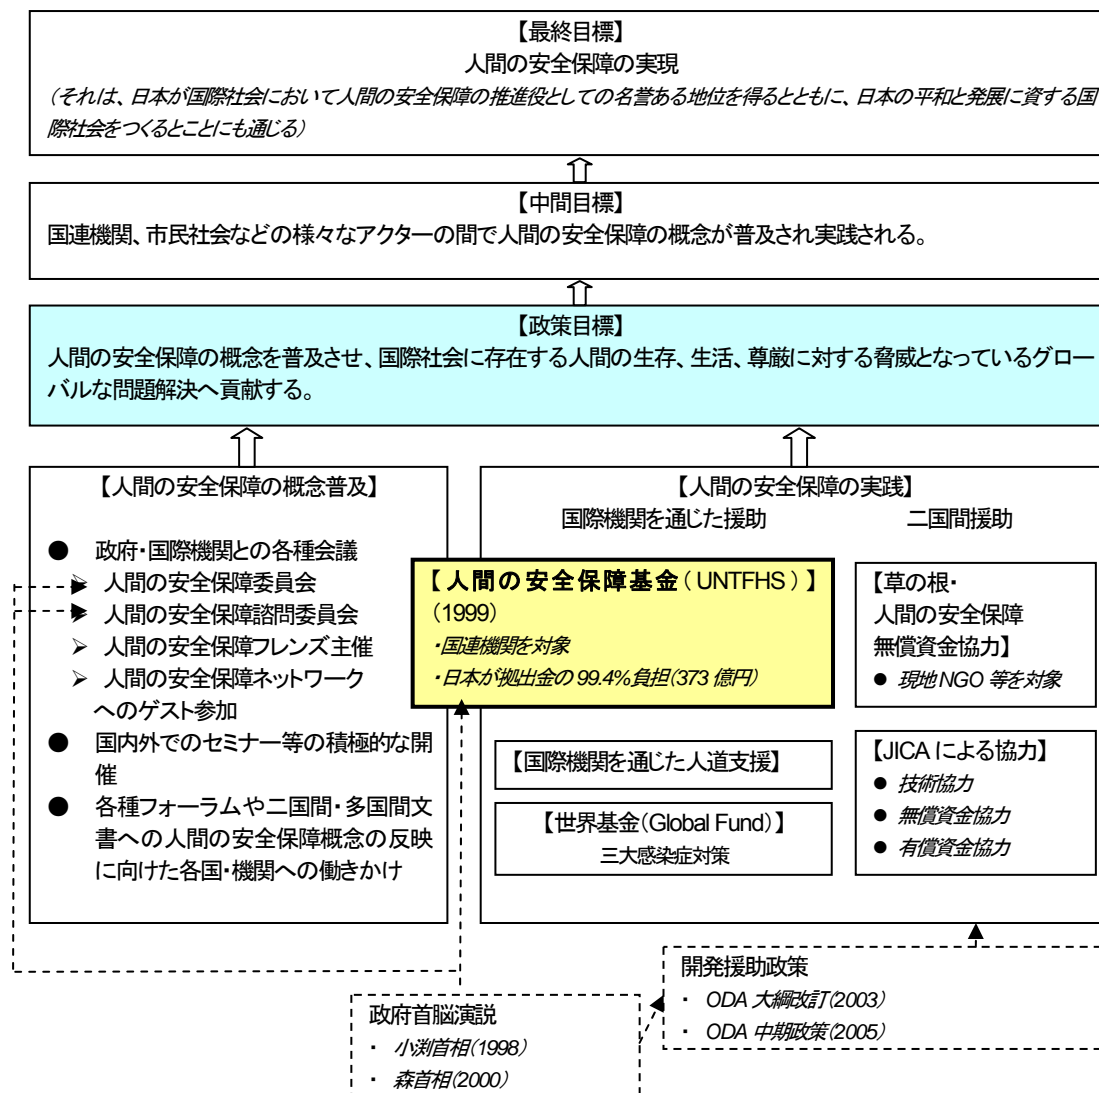 【最終目標】
人間の安全保障の実現
(それは、日本が国際社会において人間の安全保障の推進役としての名誉ある地位を得るとともに、日本の平和と発展に資する国
際社会をつくるとことにも通じる)
【中間目標】
国連機関、市民社会などの様々なアクターの間で人間の安全保障の概念が普及され実践される。
【政策目標】
人間の安全保障の概念を普及させ、国際社会に存在する人間の生存、生活、尊厳に対する脅威となっているグロー
バルな問題解決へ貢献する。
【人間の安全保障の概念普及】
● 政府・国際機関との各種会議
➢ 人間の安全保障委員会
➢ 人間の安全保障諮問委員会
➢ 人間の安全保障フレンズ主催
➢ 人間の安全保障ネットワーク
へのゲスト参加
● 国内外でのセミナー等の積極的な開
催
● 各種フォーラムや二国間・多国間文
書への人間の安全保障概念の反映
に向けた各国・機関への働きかけ
【人間の安全保障の実践】
国際機関を通じた援助 二国間援助
【人間の安全保障基金(UNTFHS)】
(1999)
・国連機関を対象
・日本が拠出金の 99.4%負担(373 億円)
【国際機関を通じた人道支援】
【世界基金(Global Fund)】
三大感染症対策
【草の根・
人間の安全保障
無償資金協力】
● 現地 NGO 等を対象
【JICA による協力】
● 技術協力
● 無償資金協力
● 有償資金協力
開発援助政策
・ ODA 大綱改訂(2003)
・ ODA 中期政策(2005)
政府首脳演説
・ 小渕首相(1998)
・ 森首相(2000)